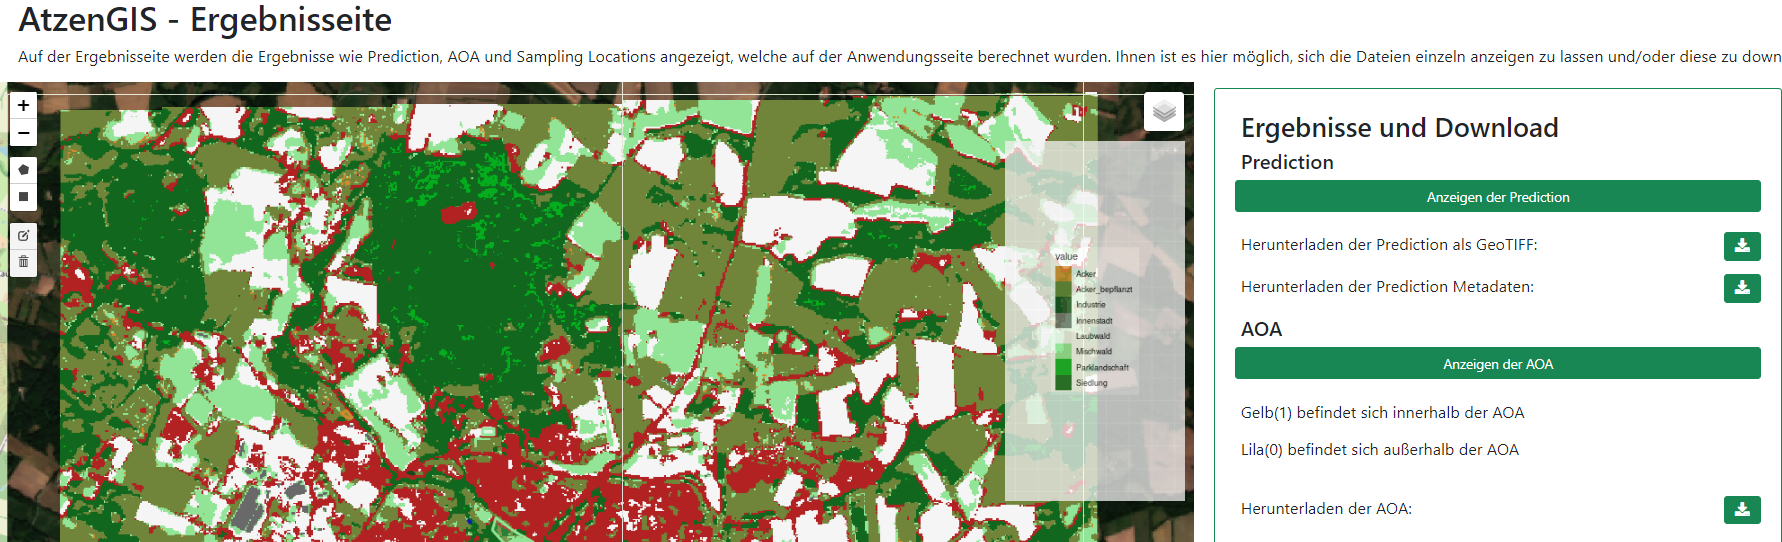 AtzenGIS - Ergebnisseite
Auf der Ergebnisseite werden die Ergebnisse wie Prediction, AOA und Sampling Locations angezeigt, welche auf der Anwendungsseite berechnet wurden. Ihnen ist es hier möglich, sich die Dateien einzeln anzeigen zu lassen und/oder diese zu down
+
−
value
Acker
Acker_bepflanzt
Industrie
Innenstadt
Laubwald
Mischwald
Parklandschaft
Siedlung
Ergebnisse und Download
Prediction
Anzeigen der Prediction
Herunterladen der Prediction als GeoTIFF:
Herunterladen der Prediction Metadaten:
AOA
Anzeigen der AOA
Gelb(1) befindet sich innerhalb der AOA
Lila(0) befindet sich außerhalb der AOA
Herunterladen der AOA: